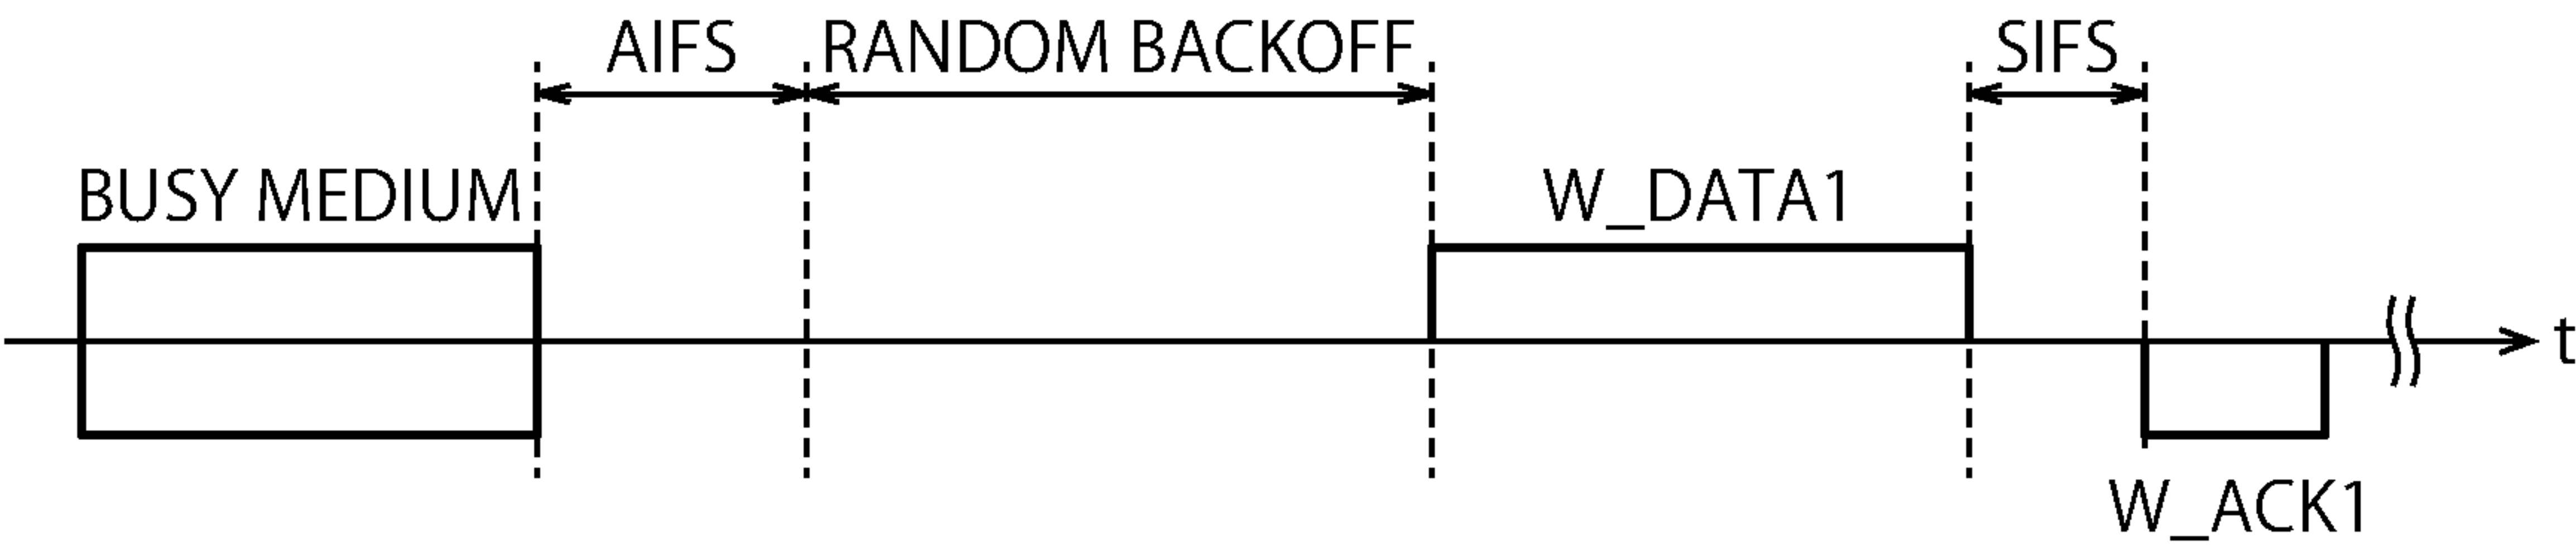 AIFS RANDOM BACKOFF SIFS
BUSY MEDIUM W_DATA1
t
W_ACK1